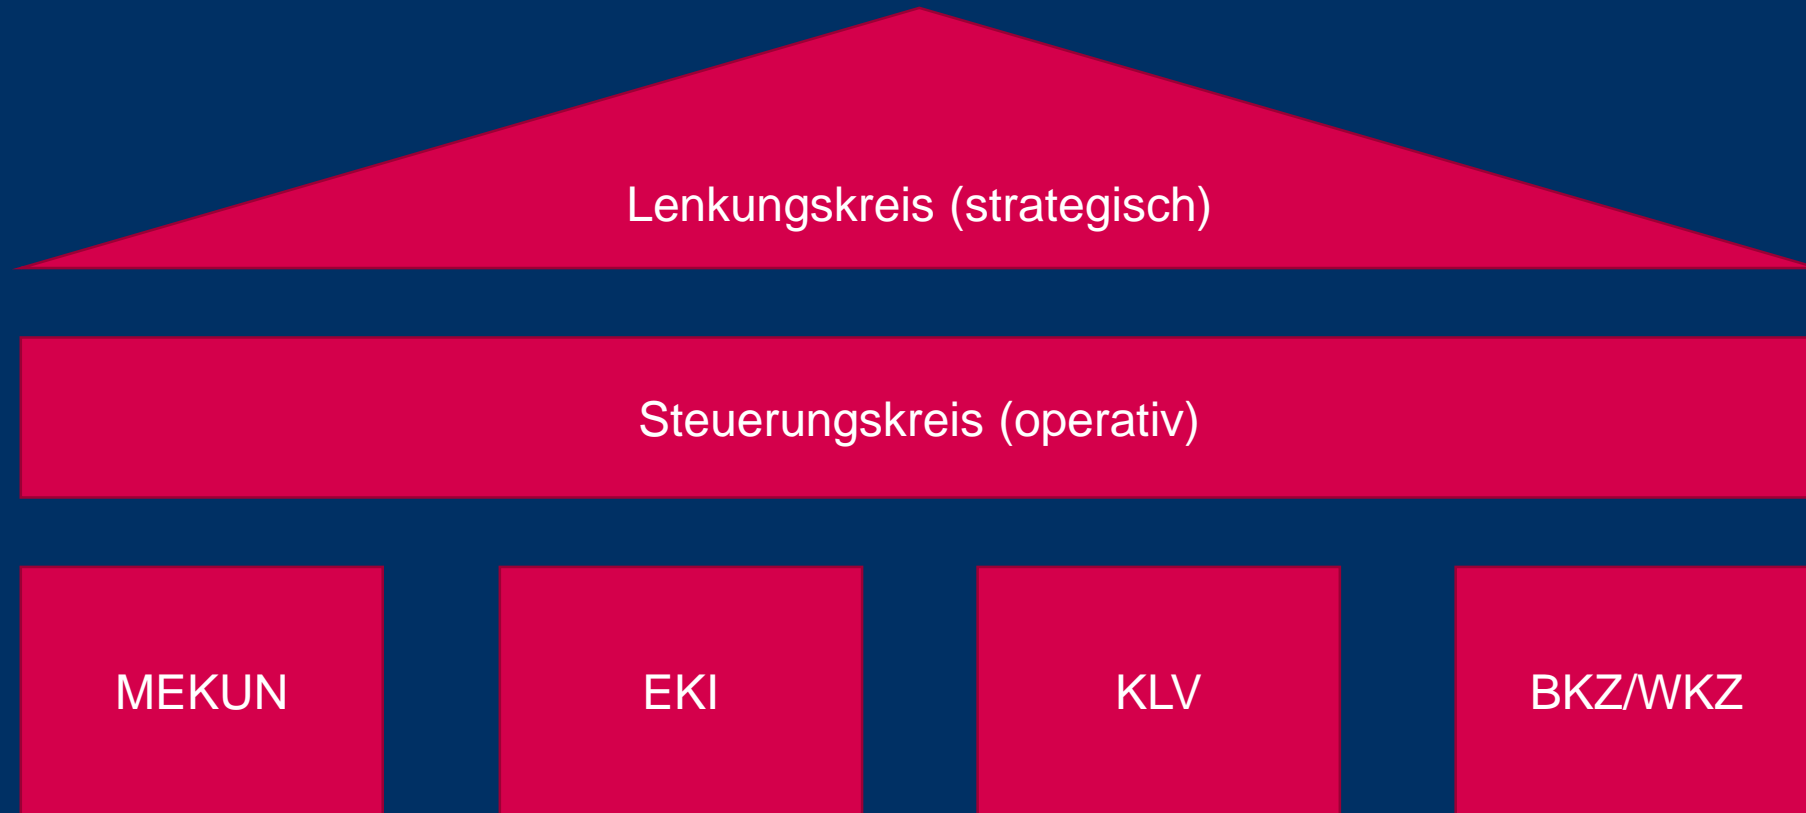 Lenkungskreis (strategisch)
Steuerungskreis (operativ)
MEKUN
EKI
KLV
BKZ/WKZ